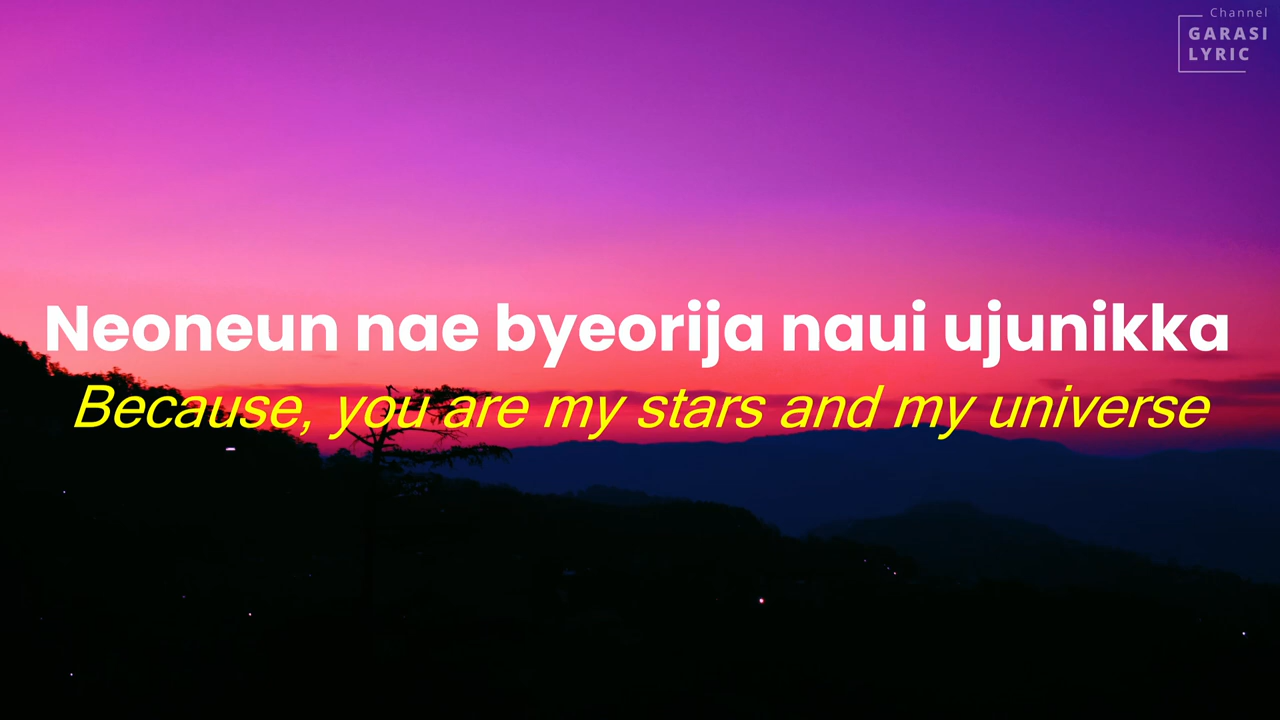 Channel
GARASI
LYRIC
Neoneun nae byeorija naui ujunikka
Because, you are my stars and my universe